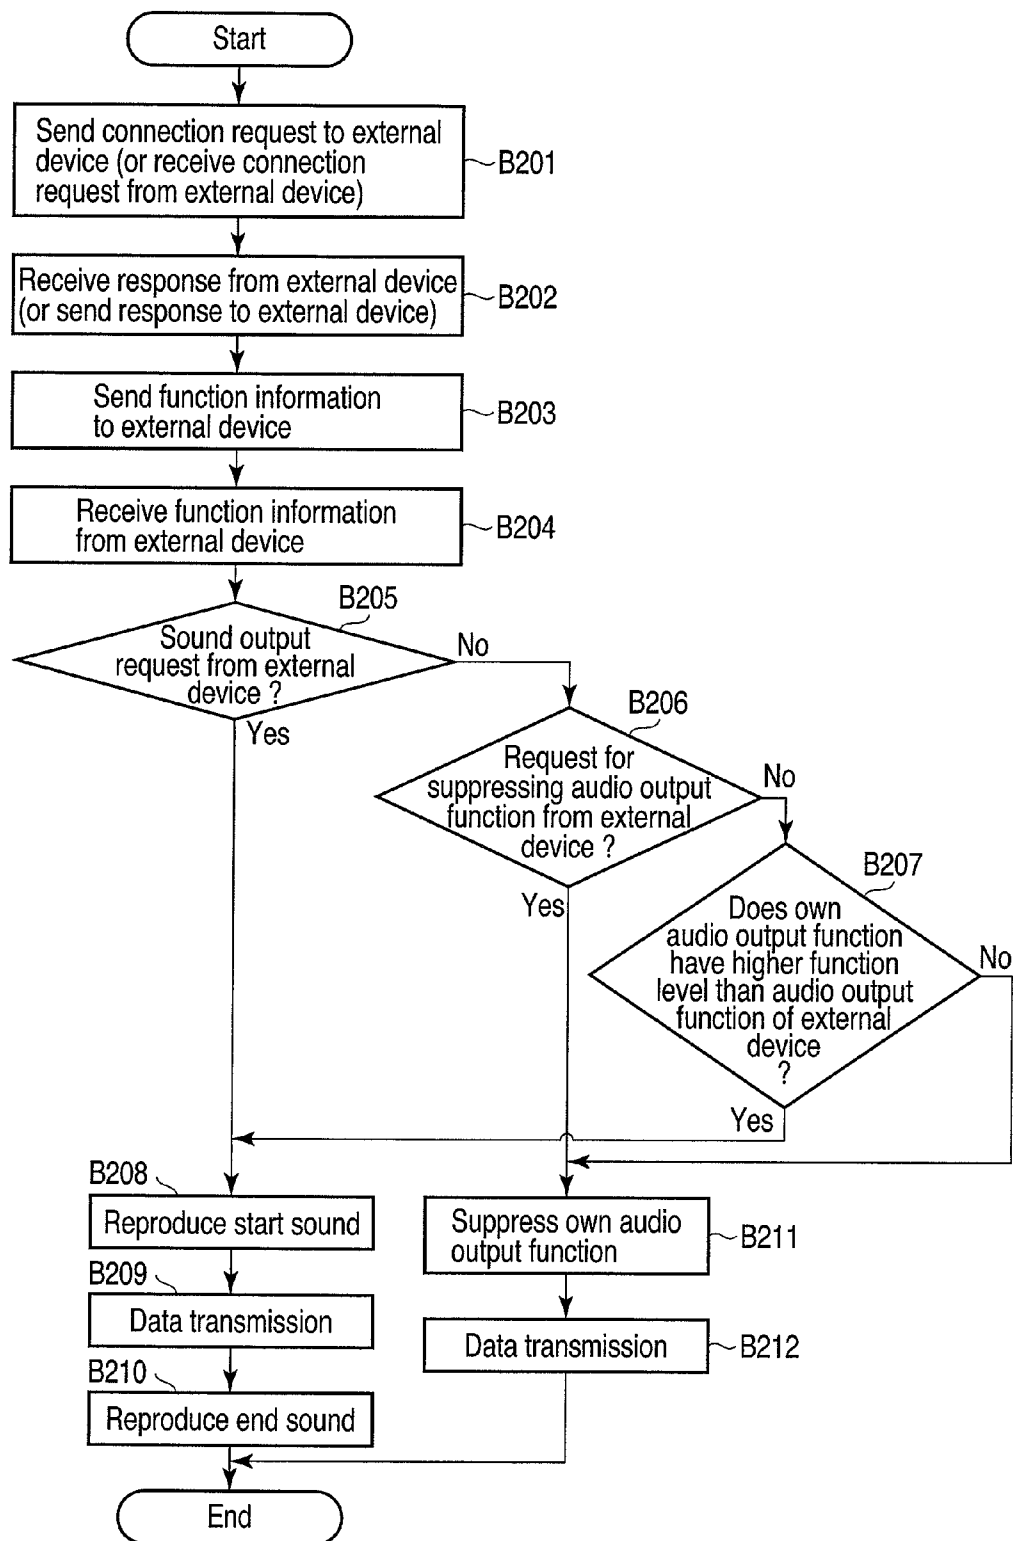 Start
Send connection request to external
device (or receive connection
request from external device)
B201
Receive response from external device
(or send response to external device)
B202
Send function information
to external device
B203
Receive function information
from external device
B204
B205
Sound output
request from external
device ?
No
Yes
B206
Request for
suppressing audio output
function from external
device ?
No
Yes
B207
Does own
audio output function
have higher function
level than audio output
function of external
device
?
No
Yes
B208
Reproduce start sound
B209
Data transmission
B210
Reproduce end sound
Suppress own audio
output function
B211
Data transmission
B212
End